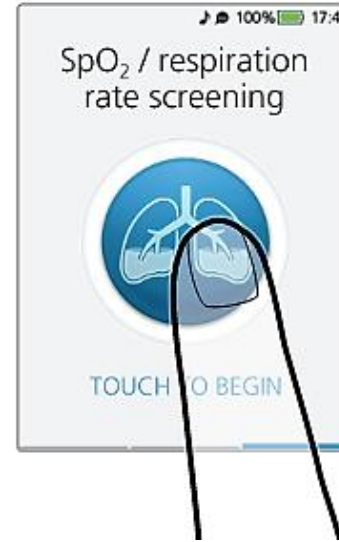 100% 17:4
SpO₂ / respiration
rate screening
TOUCH TO BEGIN